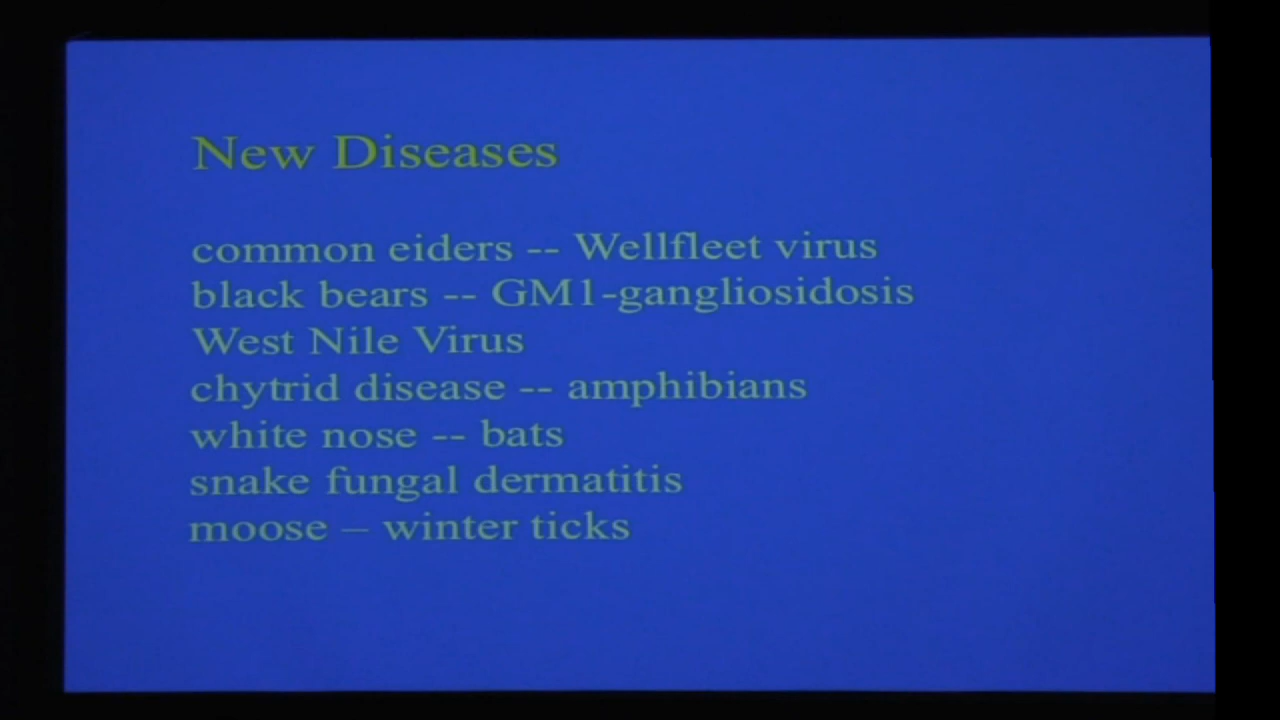 New Diseases
common eiders -- Wellfleet virus
black bears -- GM1-gangliosidosis
West Nile Virus
chytrid disease -- amphibians
white nose -- bats
snake fungal dermatitis
moose – winter ticks